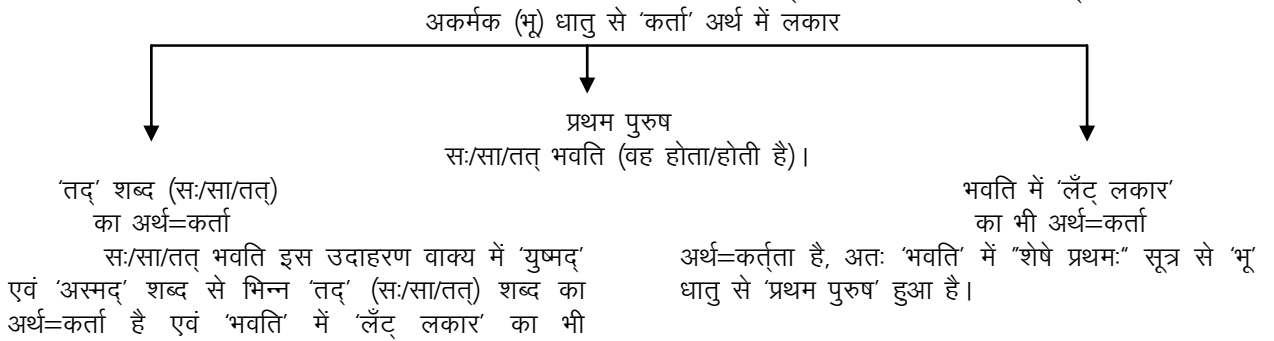 अकर्मक (भू) धातु से ‘कर्ता’ अर्थ में लकार
प्रथम पुरुष
सः/सा/तत् भवति (वह होता/होती है)।
‘तद्’ शब्द (सः/सा/तत्)
का अर्थ=कर्ता
भवति में ‘लँट् लकार’
का भी अर्थ=कर्ता
सः/सा/तत् भवति इस उदाहरण वाक्य में ‘युष्मद्’
एवं ‘अस्मद्’ शब्द से भिन्न ‘तद्’ (सः/सा/तत्) शब्द का
अर्थ=कर्ता है एवं ‘भवति’ में ‘लँट् लकार’ का भी
अर्थ=कर्त्ता है, अतः ‘भवति’ में "शेषे प्रथमः" सूत्र से ‘भू’
धातु से ‘प्रथम पुरुष’ हुआ है।